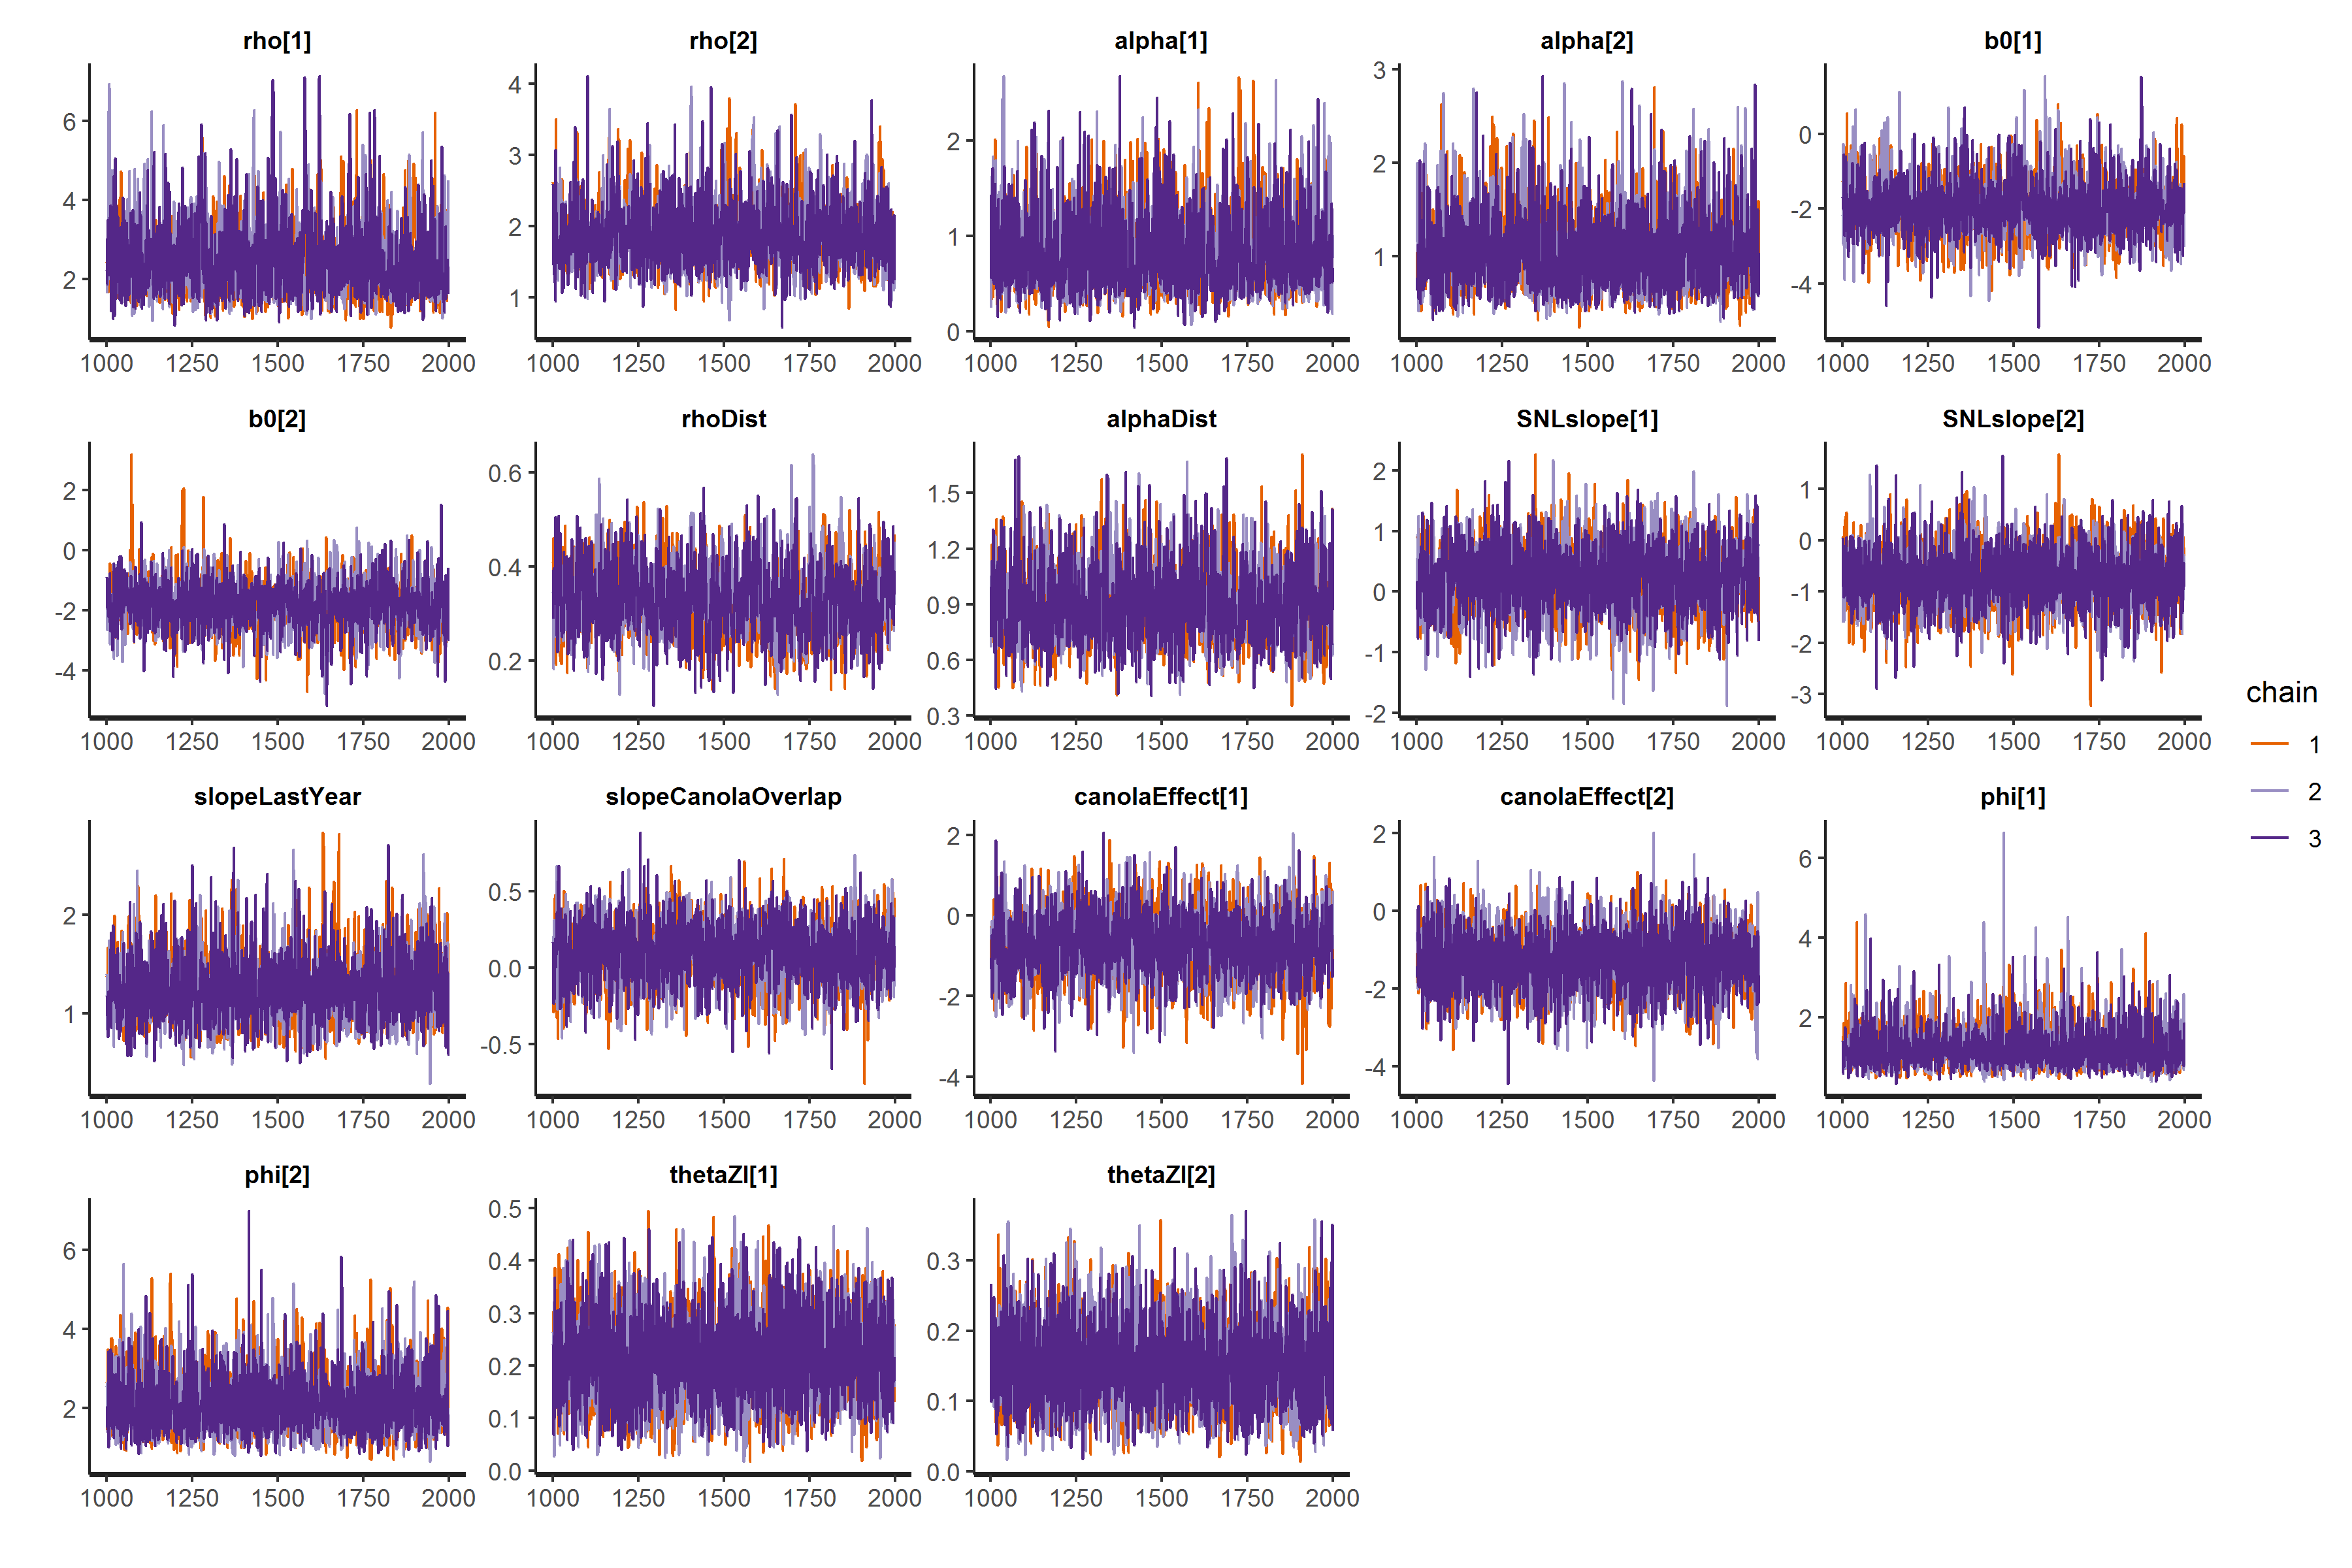 rho[1] rho[2] alpha[1] alpha[2] b0[1]
6 4 2
4 3 2 1
2 1 0
3 2 1
0 -2 -4
1000 1250 1500 1750 2000 1000 1250 1500 1750 2000 1000 1250 1500 1750 2000 1000 1250 1500 1750 2000 1000 1250 1500 1750 2000
b0[2] rhoDist alphaDist SNLslope[1] SNLslope[2]
2 0 -2 -4
0.6 0.4 0.2
1.5 1.2 0.9 0.6 0.3
2 1 0 -1 -2
1 0 -1 -2 -3
1000 1250 1500 1750 2000 1000 1250 1500 1750 2000 1000 1250 1500 1750 2000 1000 1250 1500 1750 2000 1000 1250 1500 1750 2000
slopeLastYear slopeCanolaOverlap canolaEffect[1] canolaEffect[2] phi[1]
2 1
0.5 0.0 -0.5
2 0 -2 -4
2 0 -2 -4
6 4 2
1000 1250 1500 1750 2000 1000 1250 1500 1750 2000 1000 1250 1500 1750 2000 1000 1250 1500 1750 2000 1000 1250 1500 1750 2000
phi[2] thetaZI[1] thetaZI[2]
6 4 2
0.5 0.4 0.3 0.2 0.1 0.0
0.3 0.2 0.1 0.0
1000 1250 1500 1750 2000 1000 1250 1500 1750 2000 1000 1250 1500 1750 2000
chain
1
2
3